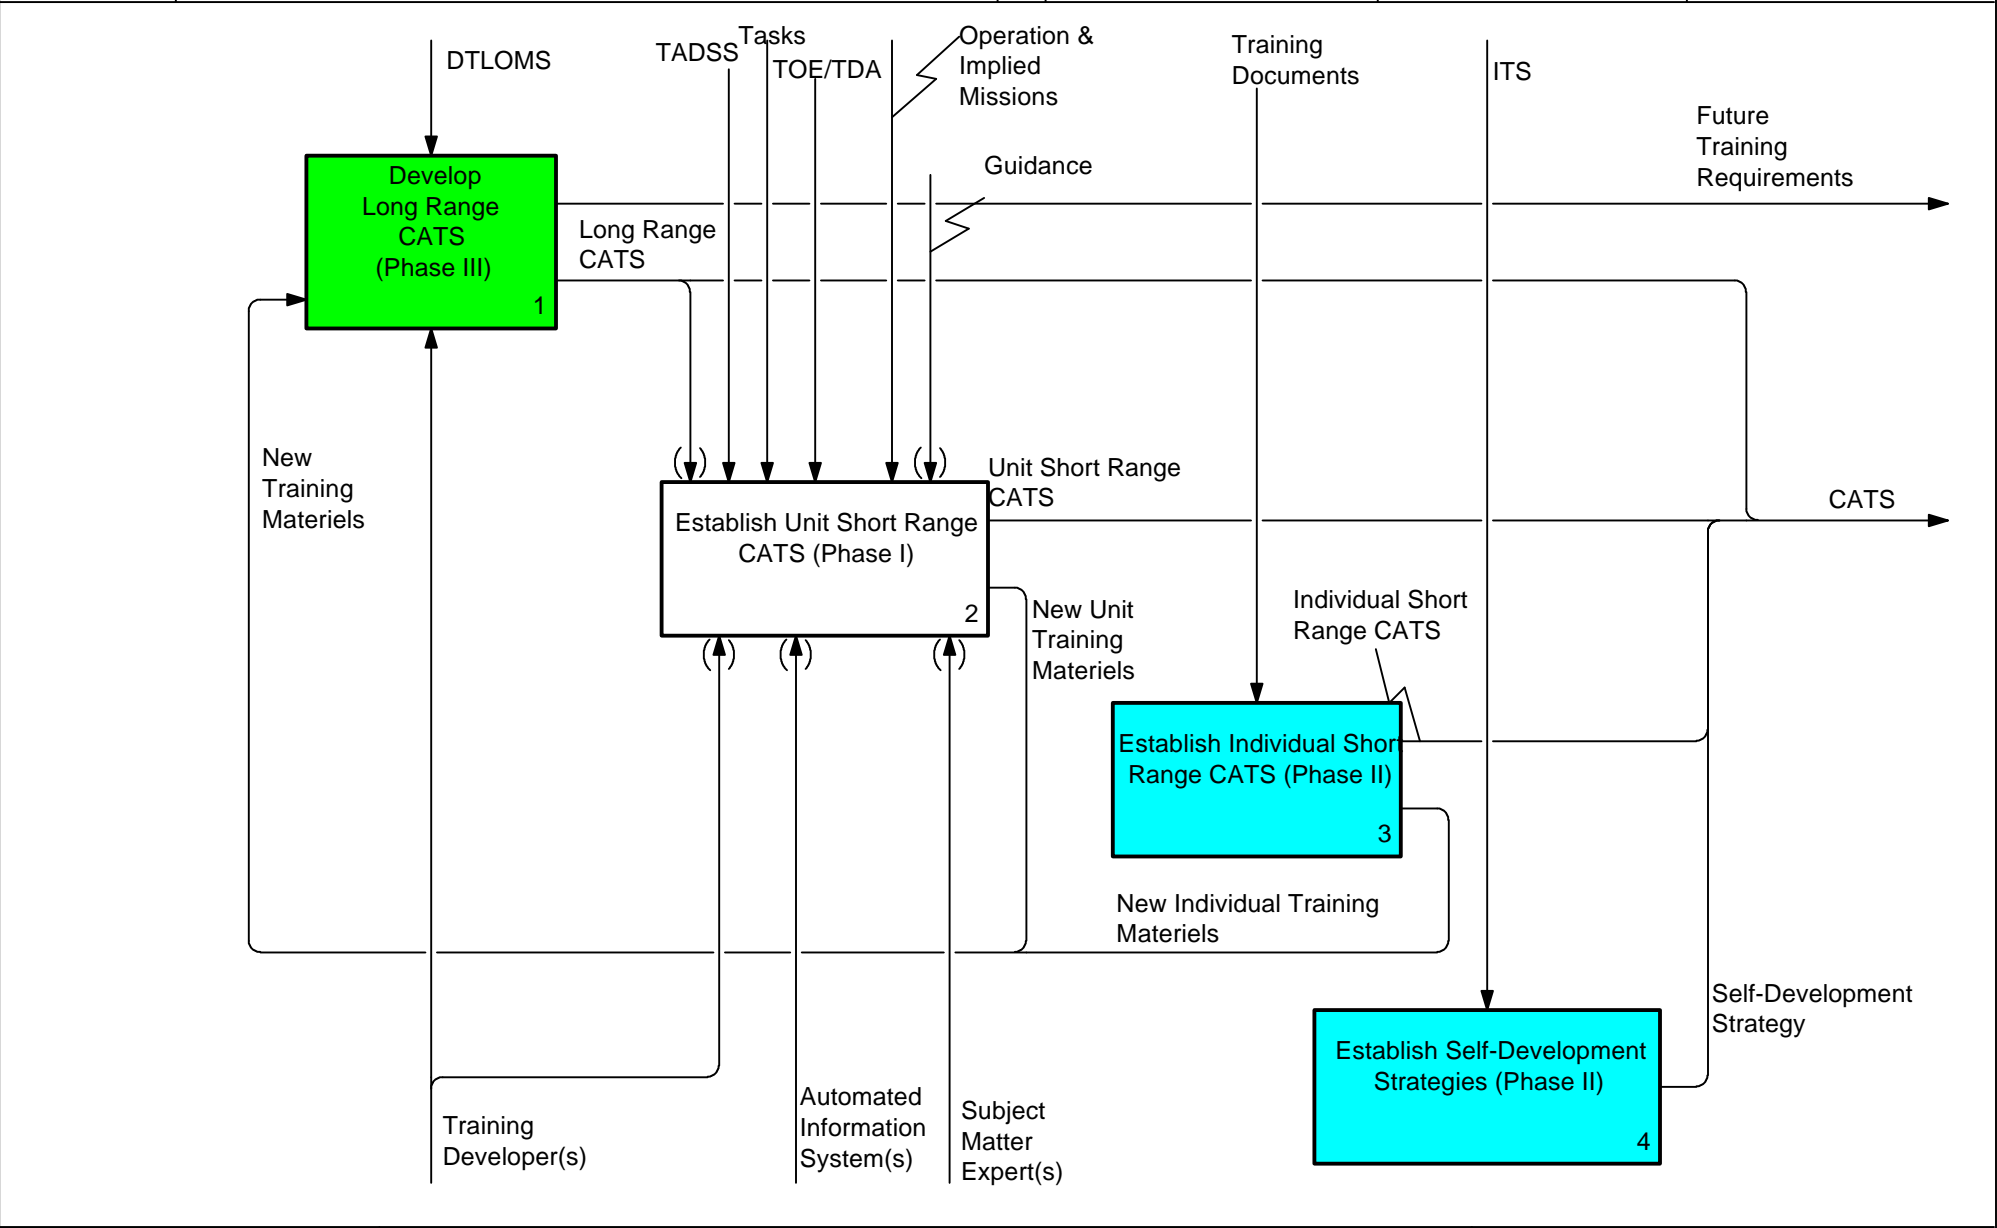 DTLOMS
TADSS
Tasks
TOE/TDA
Operation &
Implied
Missions
Training
Documents
ITS
Future
Training
Requirements
Guidance
Develop
Long Range
CATS
(Phase III)
1
Long Range
CATS
New
Training
Materiels
Unit Short Range
CATS
CATS
Establish Unit Short Range
CATS (Phase I)
2
New Unit
Training
Materiels
Individual Short
Range CATS
Establish Individual Short
Range CATS (Phase II)
3
New Individual Training
Materiels
Self-Development
Strategy
Establish Self-Development
Strategies (Phase II)
4
Training
Developer(s)
Automated
Information
System(s)
Subject
Matter
Expert(s)